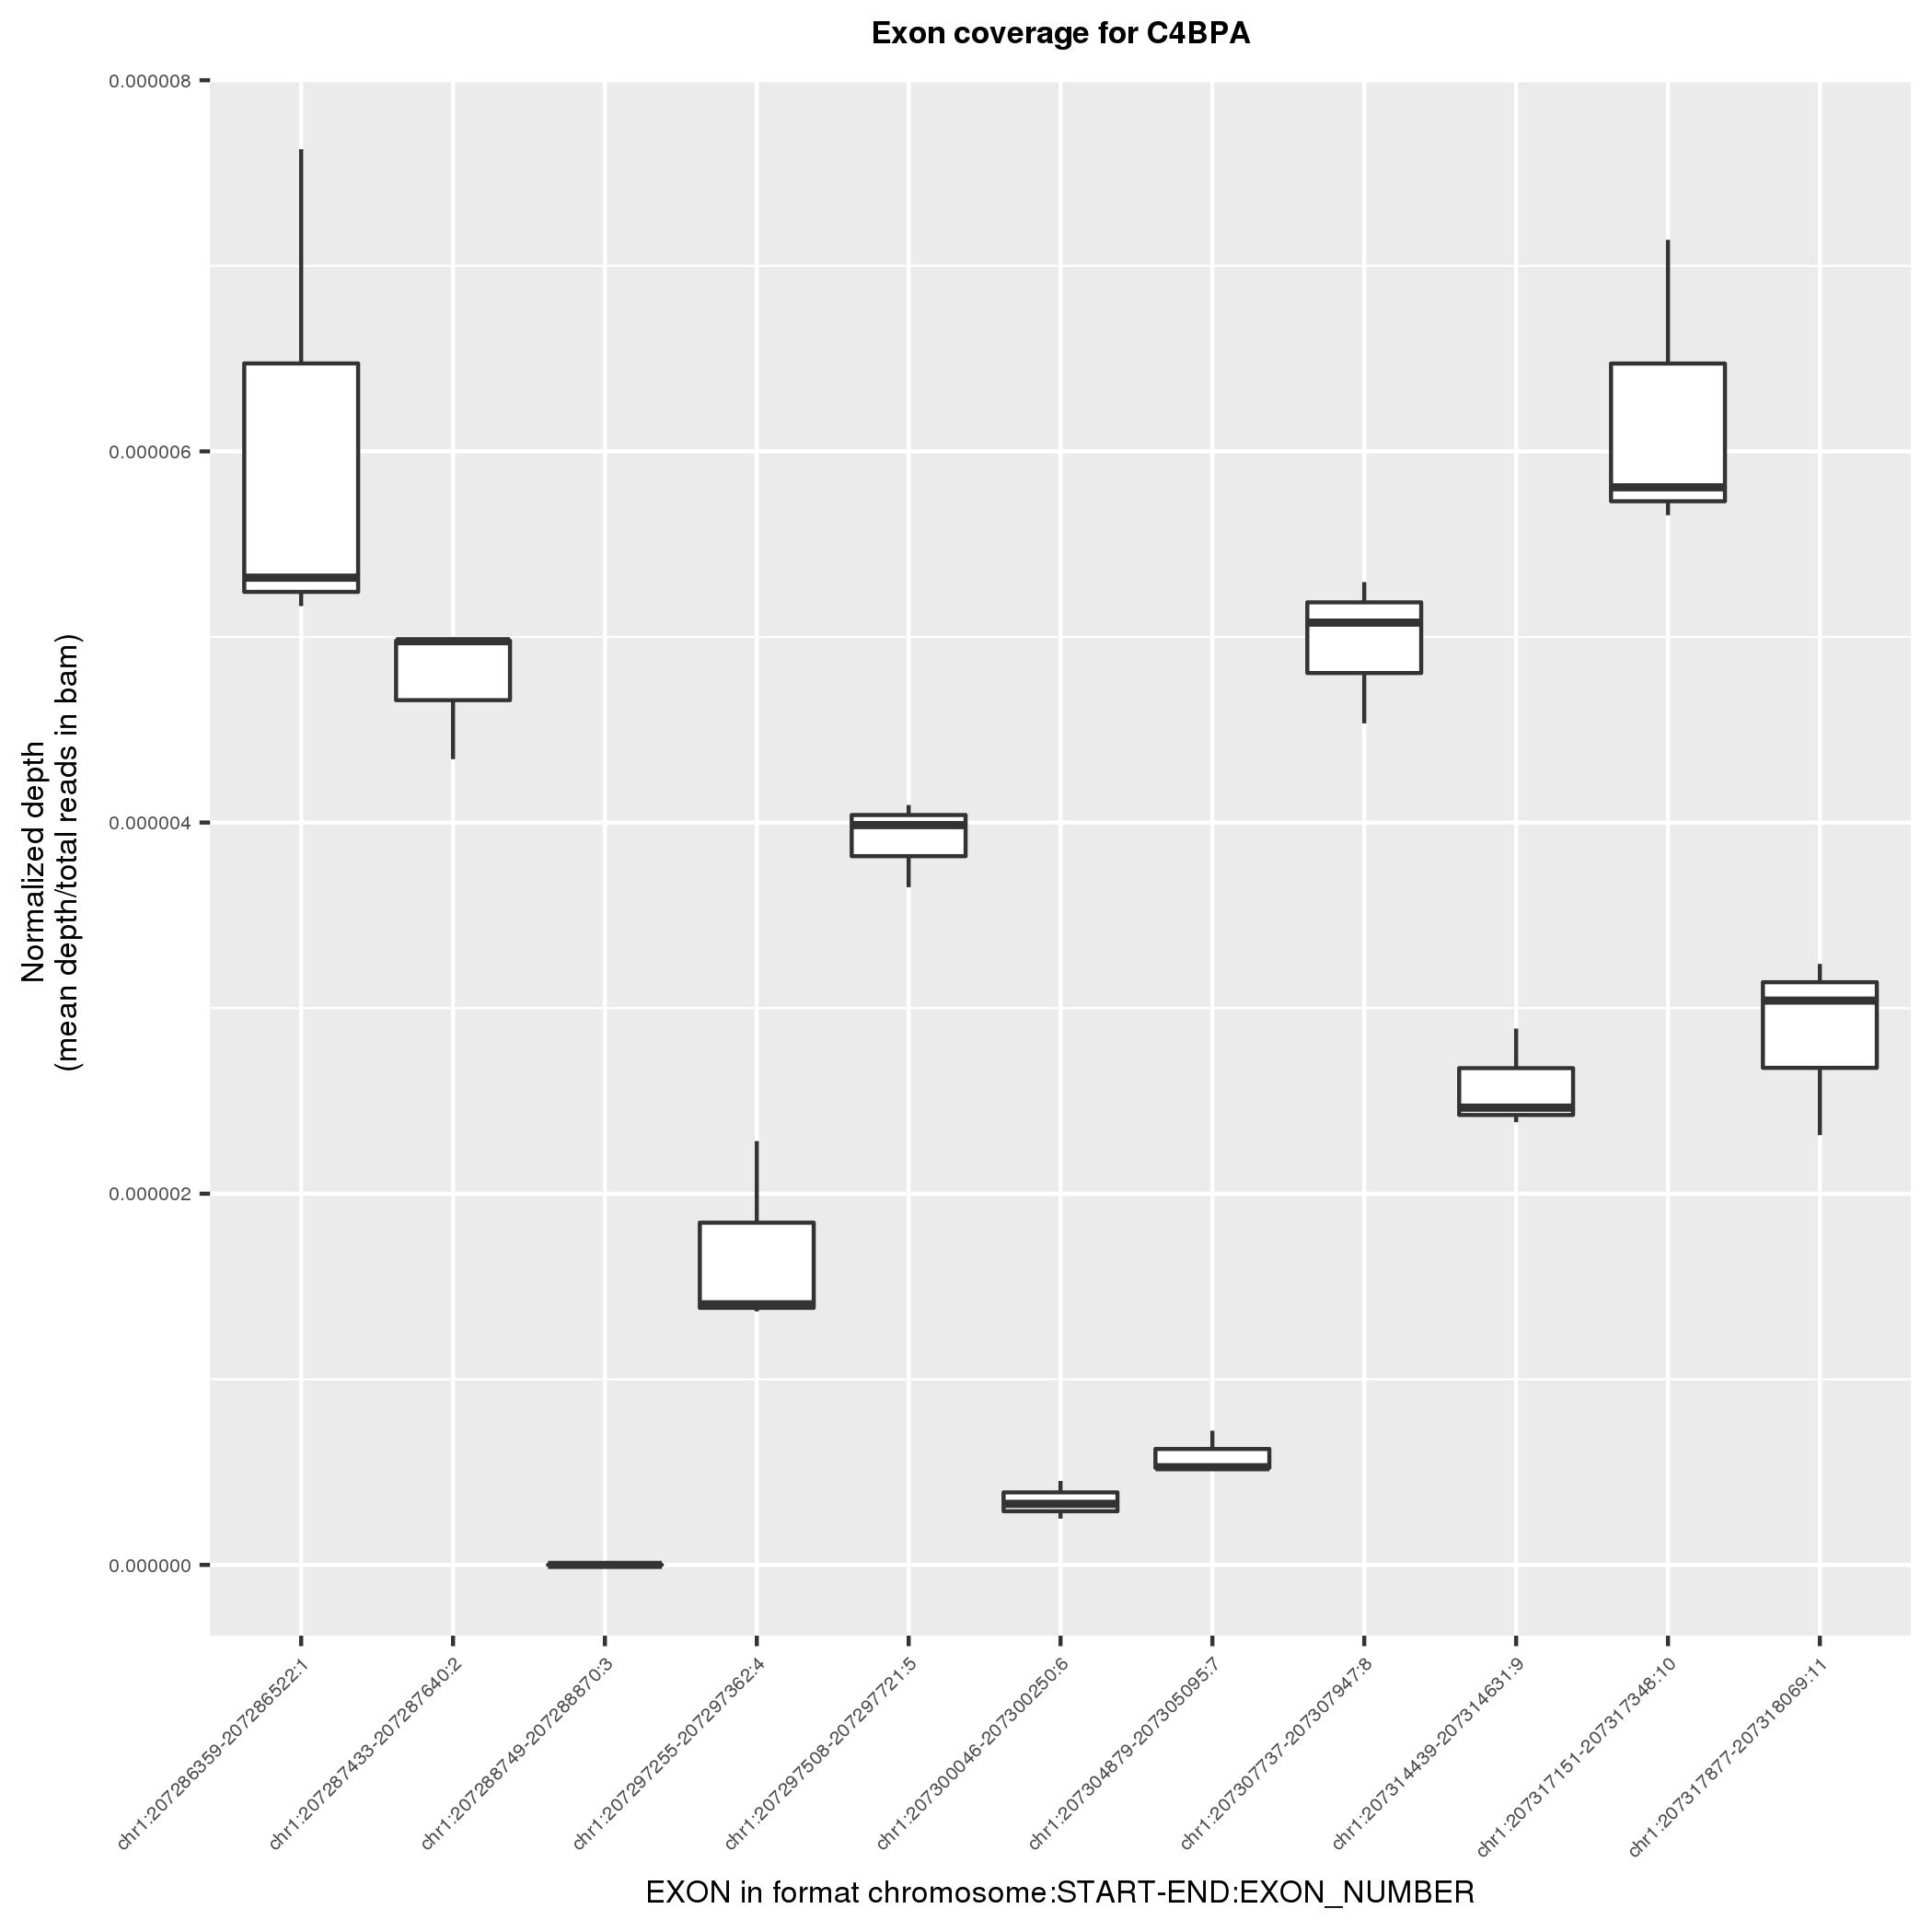 Exon coverage for C4BPA
0.000008
0.000006
0.000004
0.000002
0.000000
Normalized depth
(mean depth/total reads in bam)
chr1:207286359-207286522:1
chr1:207287433-207287640:2
chr1:207288749-207288870:3
chr1:207297255-207297362:4
chr1:207297508-207297721:5
chr1:207300046-207300250:6
chr1:207304879-207305095:7
chr1:207307737-207307947:8
chr1:207314439-207314631:9
chr1:207317151-207317348:10
chr1:207317877-207318069:11
EXON in format chromosome:START-END:EXON_NUMBER